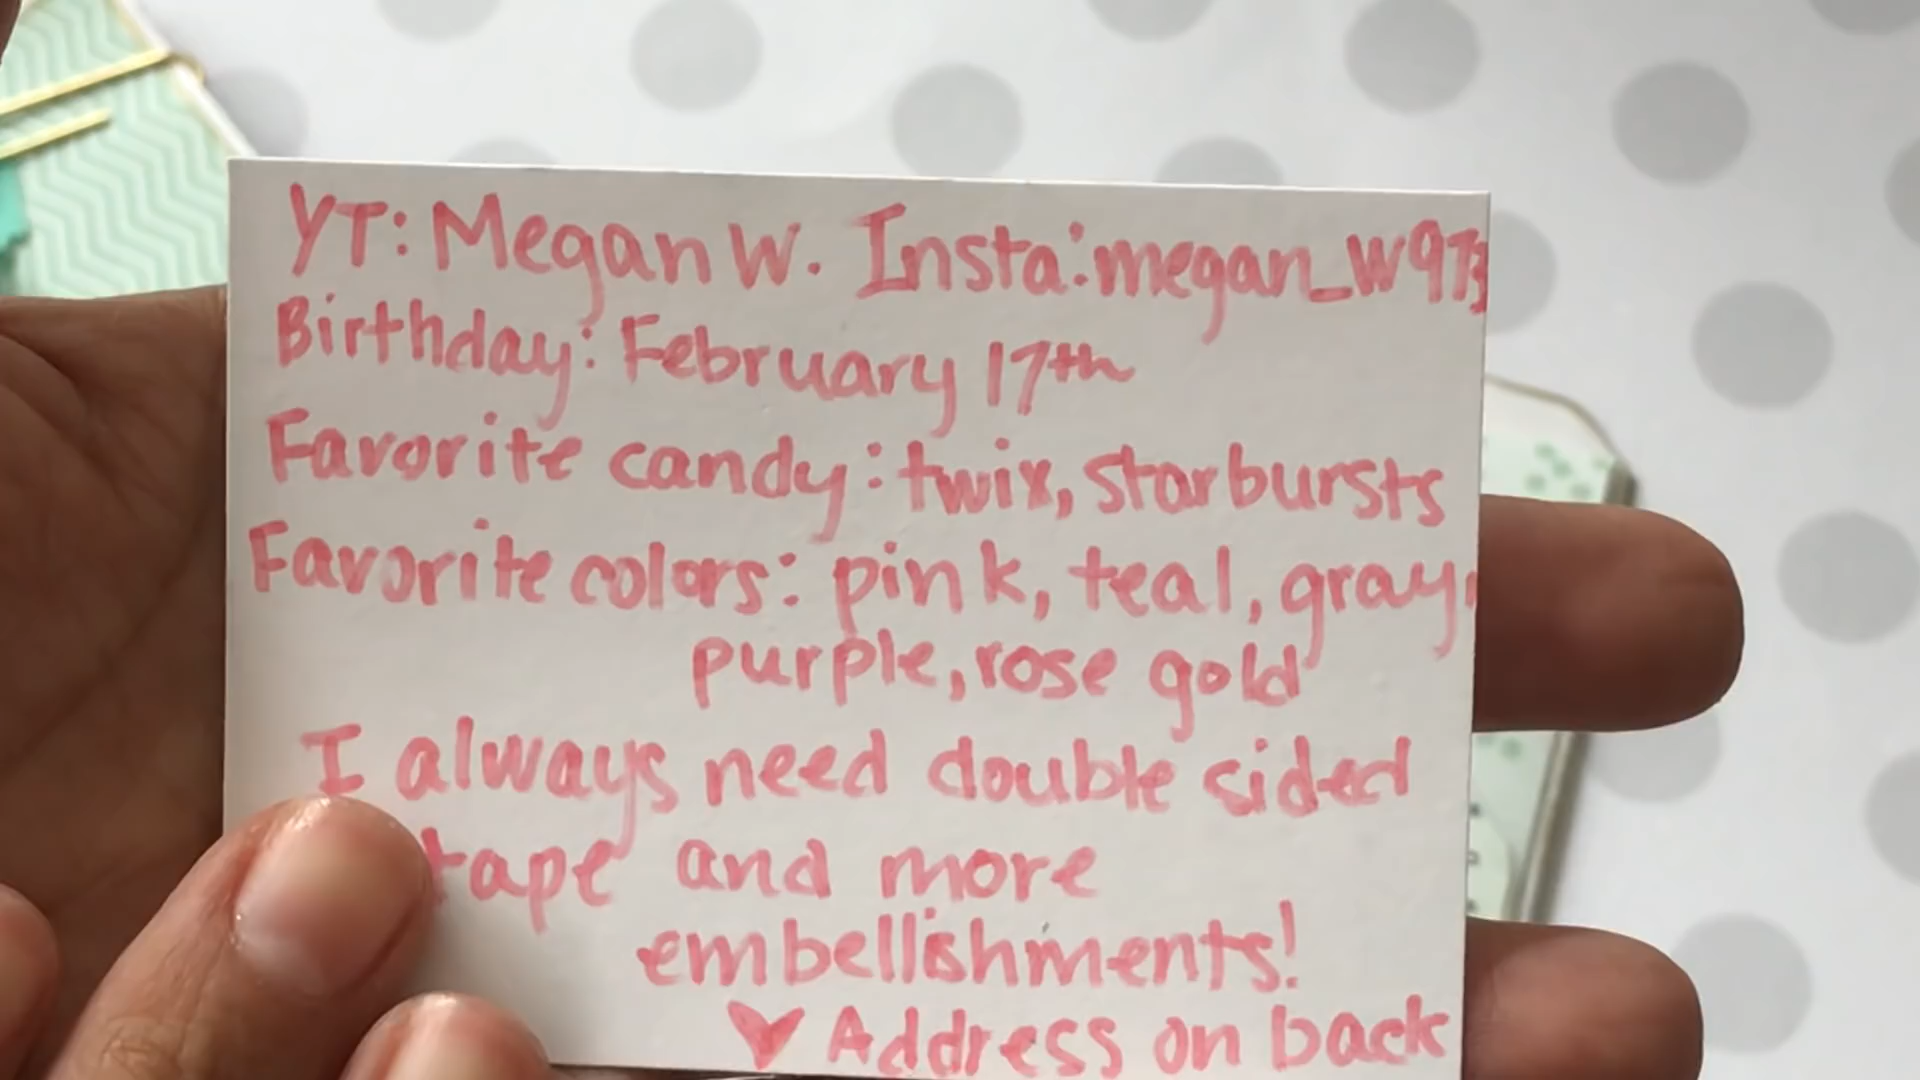 YT: Megan W. Insta: megan_w973
Birthday: February 17th
Favorite candy: twix, starbursts
Favorite colors: pink, teal, gray,
purple, rose gold
I always need double sided
tape and more
embellishments!
♥ Address on back